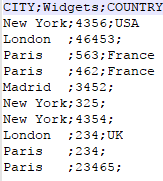 CITY;Widgets;COUNTRY
New York;4356;USA
London  ;46453;
Paris   ;563;France
Paris   ;462;France
Madrid  ;3452;
New York;325;
New York;4354;
London  ;234;UK
Paris   ;234;
Paris   ;23465;